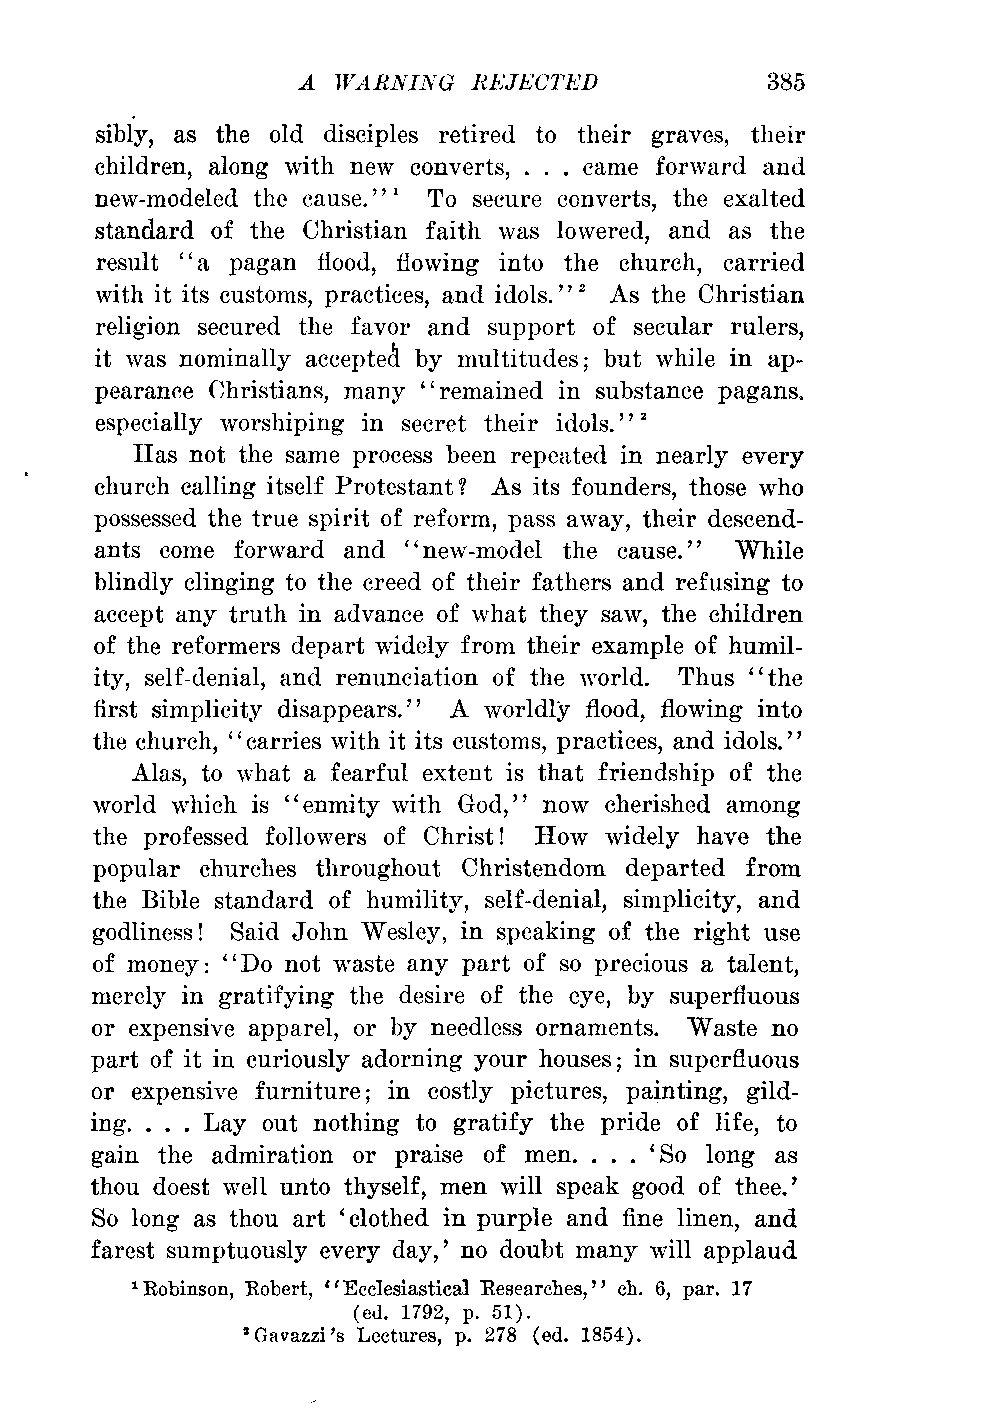 A WARNING REJECTED 385
sibly, as the old disciples retired to their graves, their
children, along with new converts, . . . came forward and
new-modeled the cause.''¹ To secure converts, the exalted
standard of the Christian faith was lowered, and as the
result ''a pagan flood, flowing into the church, carried
with it its customs, practices, and idols.''² As the Christian
religion secured the favor and support of secular rulers,
it was nominally accepted by multitudes; but while in ap-
pearance Christians, many ''remained in substance pagans.
especially worshiping in secret their idols.''²
Has not the same process been repeated in nearly every
church calling itself Protestant? As its founders, those who
possessed the true spirit of reform, pass away, their descend-
ants come forward and ''new-model the cause.'' While
blindly clinging to the creed of their fathers and refusing to
accept any truth in advance of what they saw, the children
of the reformers depart widely from their example of humil-
ity, self-denial, and renunciation of the world. Thus ''the
first simplicity disappears.'' A worldly flood, flowing into
the church, ''carries with it its customs, practices, and idols.''
Alas, to what a fearful extent is that friendship of the
world which is ''enmity with God,'' now cherished among
the professed followers of Christ! How widely have the
popular churches throughout Christendom departed from
the Bible standard of humility, self-denial, simplicity, and
godliness! Said John Wesley, in speaking of the right use
of money: ''Do not waste any part of so precious a talent,
merely in gratifying the desire of the eye, by superfluous
or expensive apparel, or by needless ornaments. Waste no
part of it in curiously adorning your houses; in superfluous
or expensive furniture; in costly pictures, painting, gild-
ing. . . . Lay out nothing to gratify the pride of life, to
gain the admiration or praise of men. . . . 'So long as
thou doest well unto thyself, men will speak good of thee.'
So long as thou art 'clothed in purple and fine linen, and
farest sumptuously every day,' no doubt many will applaud
¹Robinson, Robert, ''Ecclesiastical Researches,'' ch. 6, par. 17
(ed. 1792, p. 51).
²Gavazzi's Lectures, p. 278 (ed. 1854).